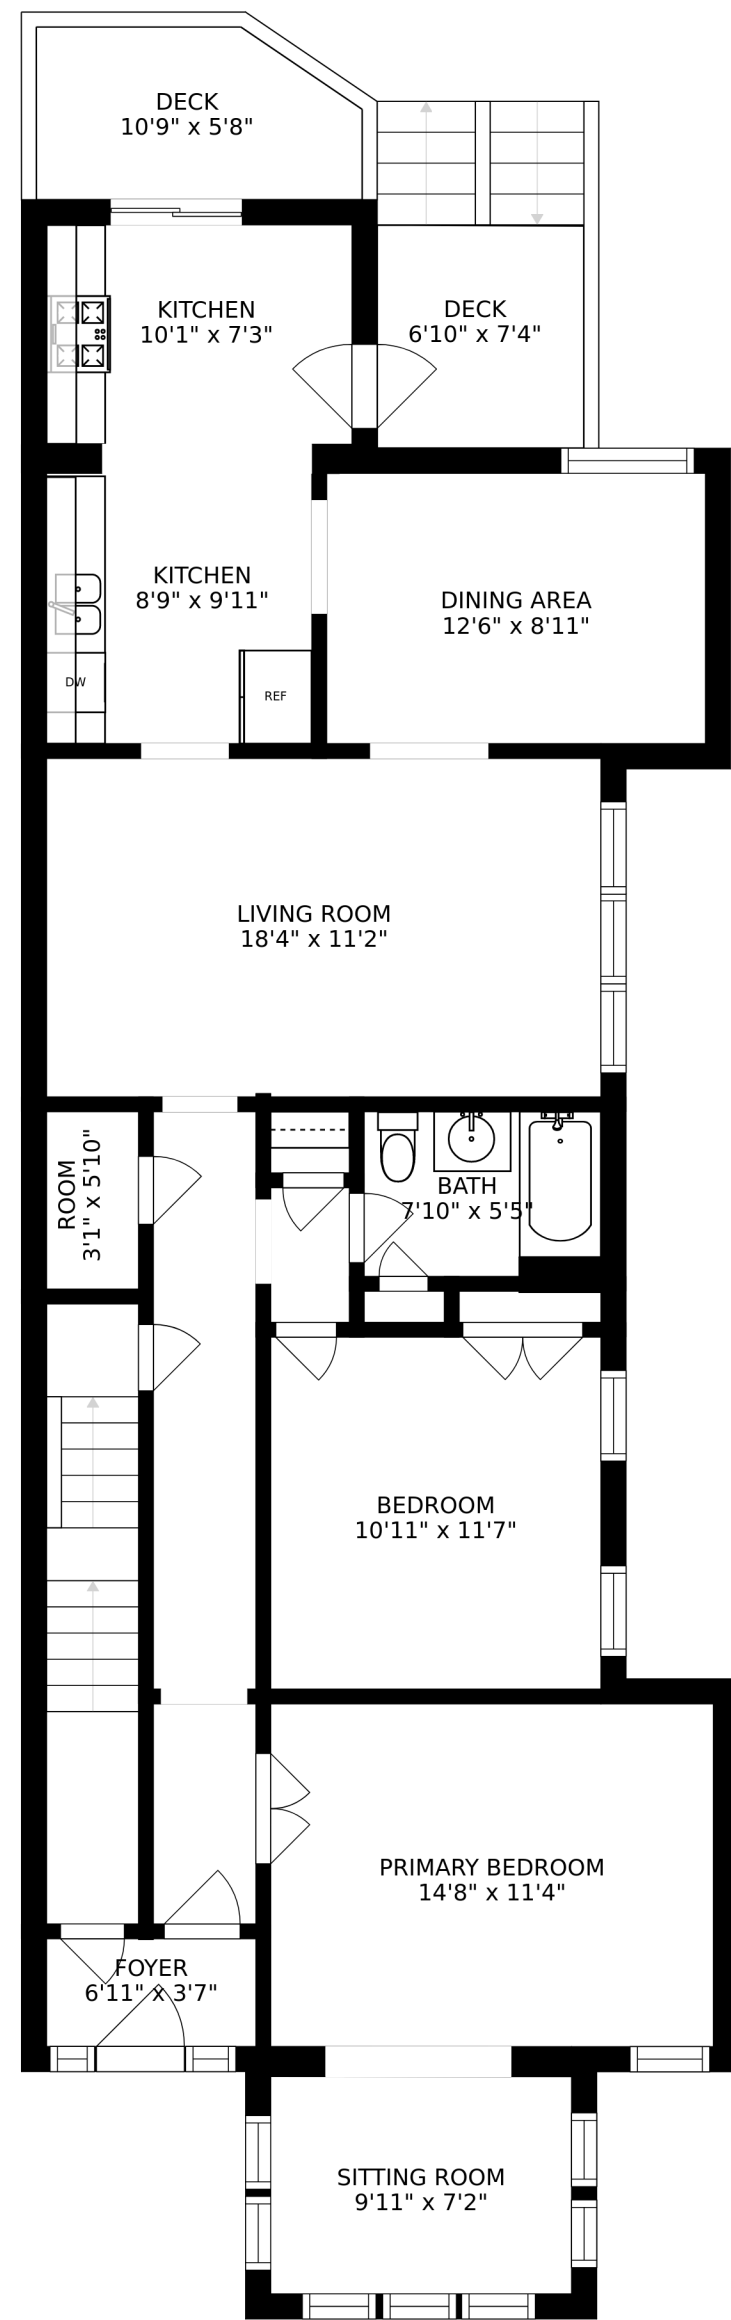 DECK
10'9" x 5'8"
KITCHEN
10'1" x 7'3"
DECK
6'10" x 7'4"
KITCHEN
8'9" x 9'11"
DINING AREA
12'6" x 8'11"
DW
REF
LIVING ROOM
18'4" x 11'2"
ROOM
3'1" x 5'10"
BATH
7'10" x 5'5"
BEDROOM
10'11" x 11'7"
PRIMARY BEDROOM
14'8" x 11'4"
FOYER
6'11" x 3'7"
SITTING ROOM
9'11" x 7'2"